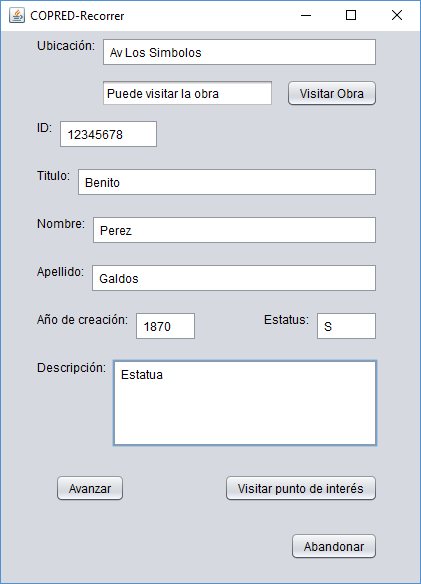 COPRED-Recorrer
Ubicación: Av Los Simbolos
Puede visitar la obra Visitar Obra
ID: 12345678
Titulo: Benito
Nombre: Perez
Apellido: Galdos
Año de creación: 1870 Estatus: S
Descripción: Estatua
Avanzar Visitar punto de interés
Abandonar